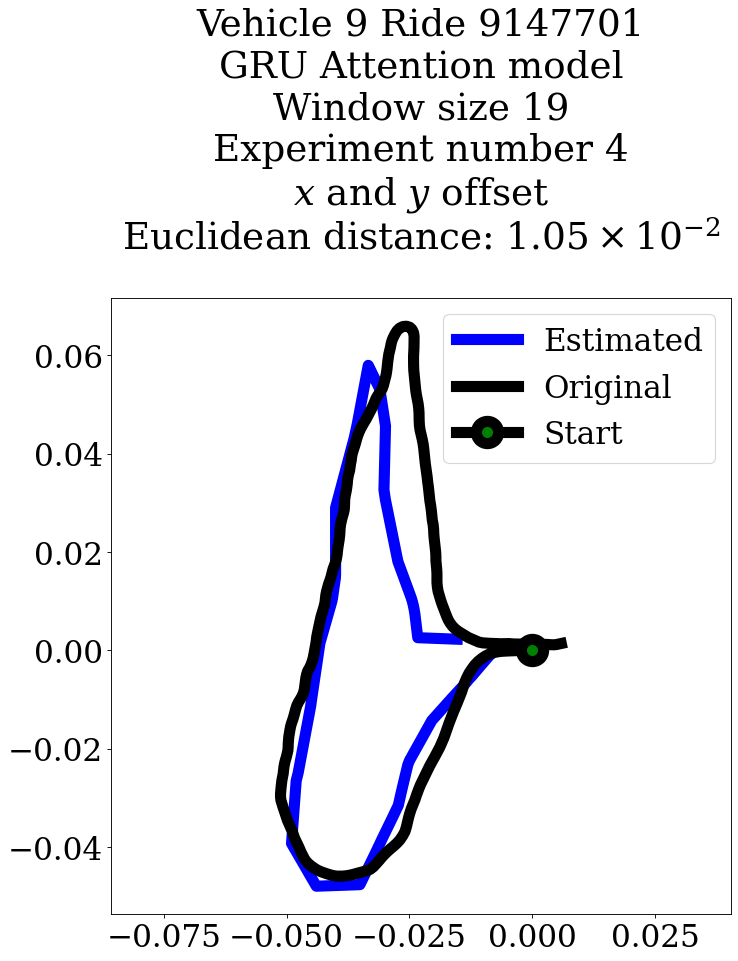 Vehicle 9 Ride 9147701
GRU Attention model
Window size 19
Experiment number 4
x and y offset
Euclidean distance: 1.05 × 10⁻²
Estimated
Original
Start
0.06
0.04
0.02
0.00
−0.02
−0.04
−0.075 −0.050 −0.025 0.000 0.025